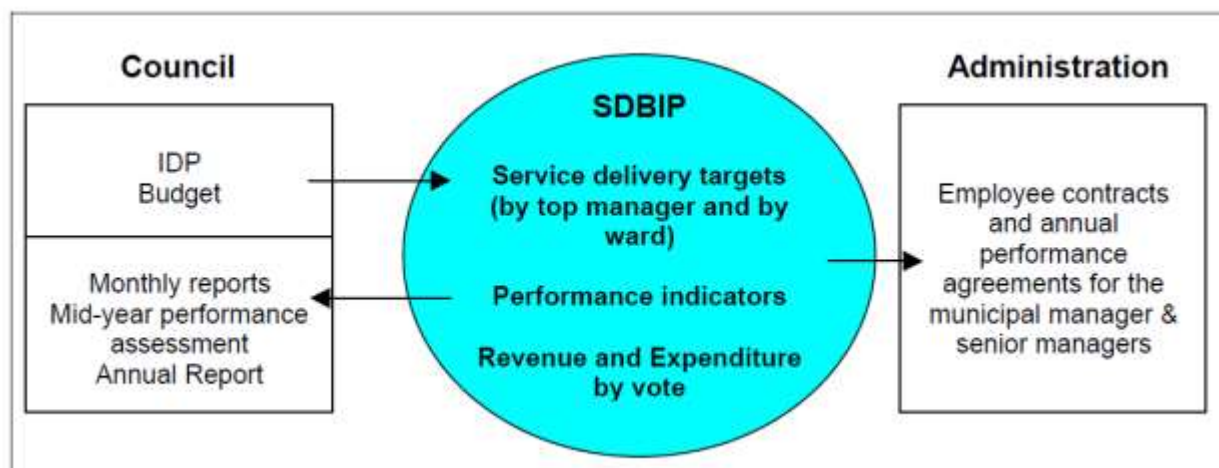 Council
IDP
Budget
Monthly reports
Mid-year performance
assessment
Annual Report
SDBIP
Service delivery targets
(by top manager and by
ward)
Performance indicators
Revenue and Expenditure
by vote
Administration
Employee contracts
and annual
performance
agreements for the
municipal manager &
senior managers